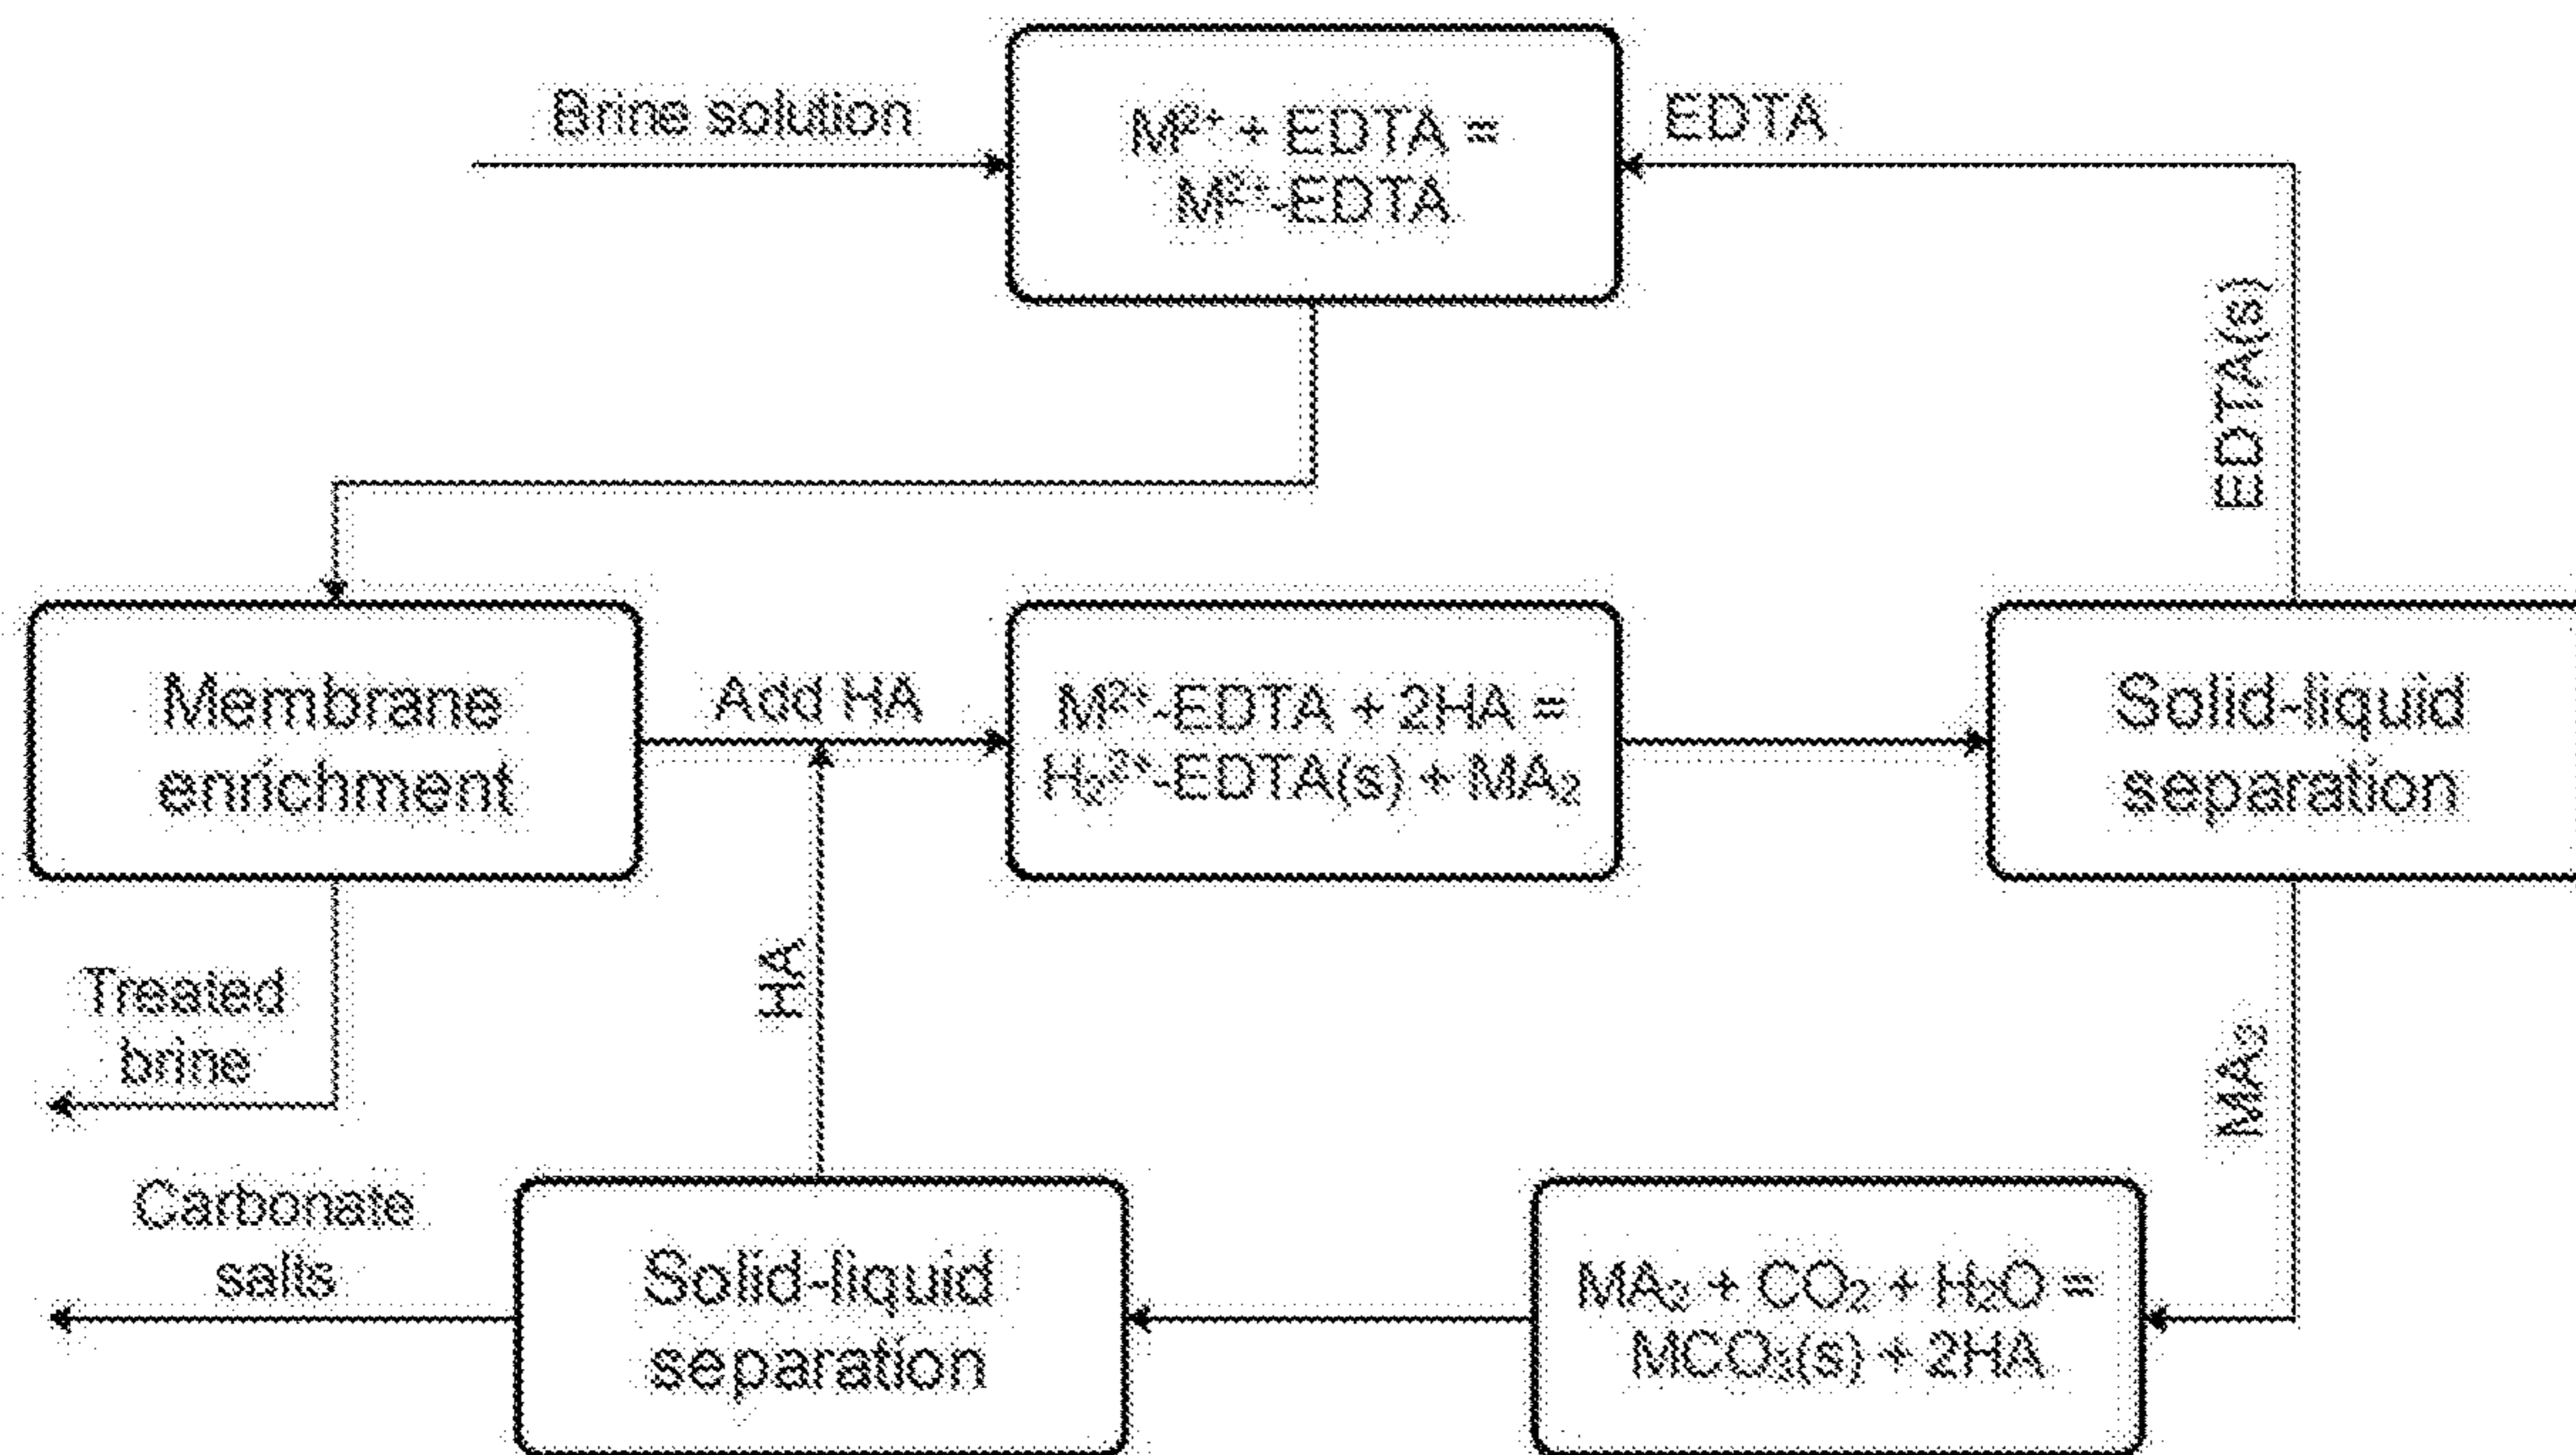 Brine solution
M²⁺ + EDTA =
M²⁺-EDTA
EDTA
EDTA(s)
Membrane
enrichment
Add HA
M²⁺-EDTA + 2HA =
H₂²⁺-EDTA(s) + MA₂
Solid-liquid
separation
Treated
brine
HA
MA₂
Carbonate
salts
Solid-liquid
separation
MA₂ + CO₂ + H₂O =
MCO₃(s) + 2HA